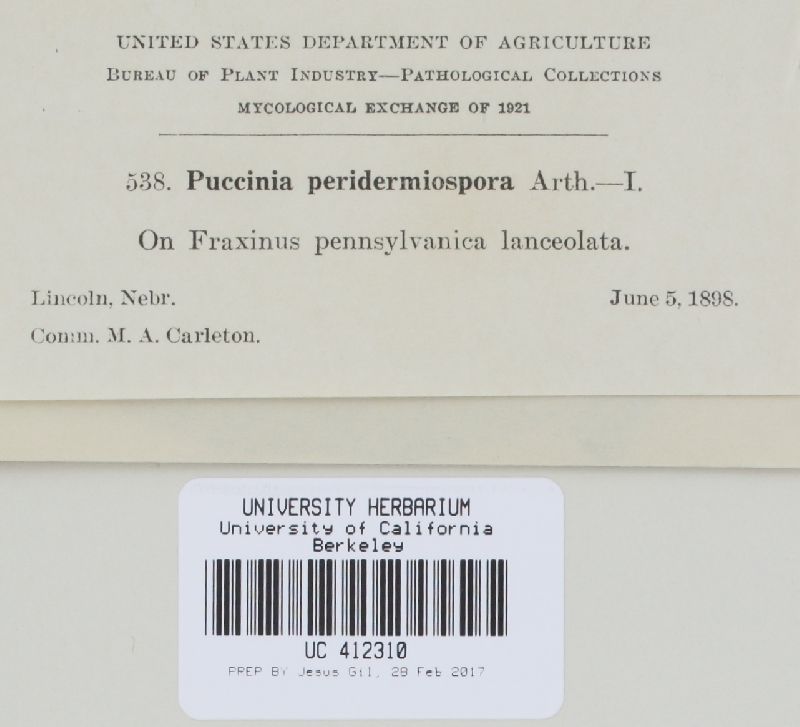 UNITED STATES DEPARTMENT OF AGRICULTURE
BUREAU OF PLANT INDUSTRY—PATHOLOGICAL COLLECTIONS
MYCOLOGICAL EXCHANGE OF 1921
538. Puccinia peridermiospora Arth.—I.
On Fraxinus pennsylvanica lanceolata.
Lincoln, Nebr. June 5, 1898.
Comm. M. A. Carleton.
UNIVERSITY HERBARIUM
University of California
Berkeley
UC 412310
PREP BY Jesus Gil, 28 Feb 2017